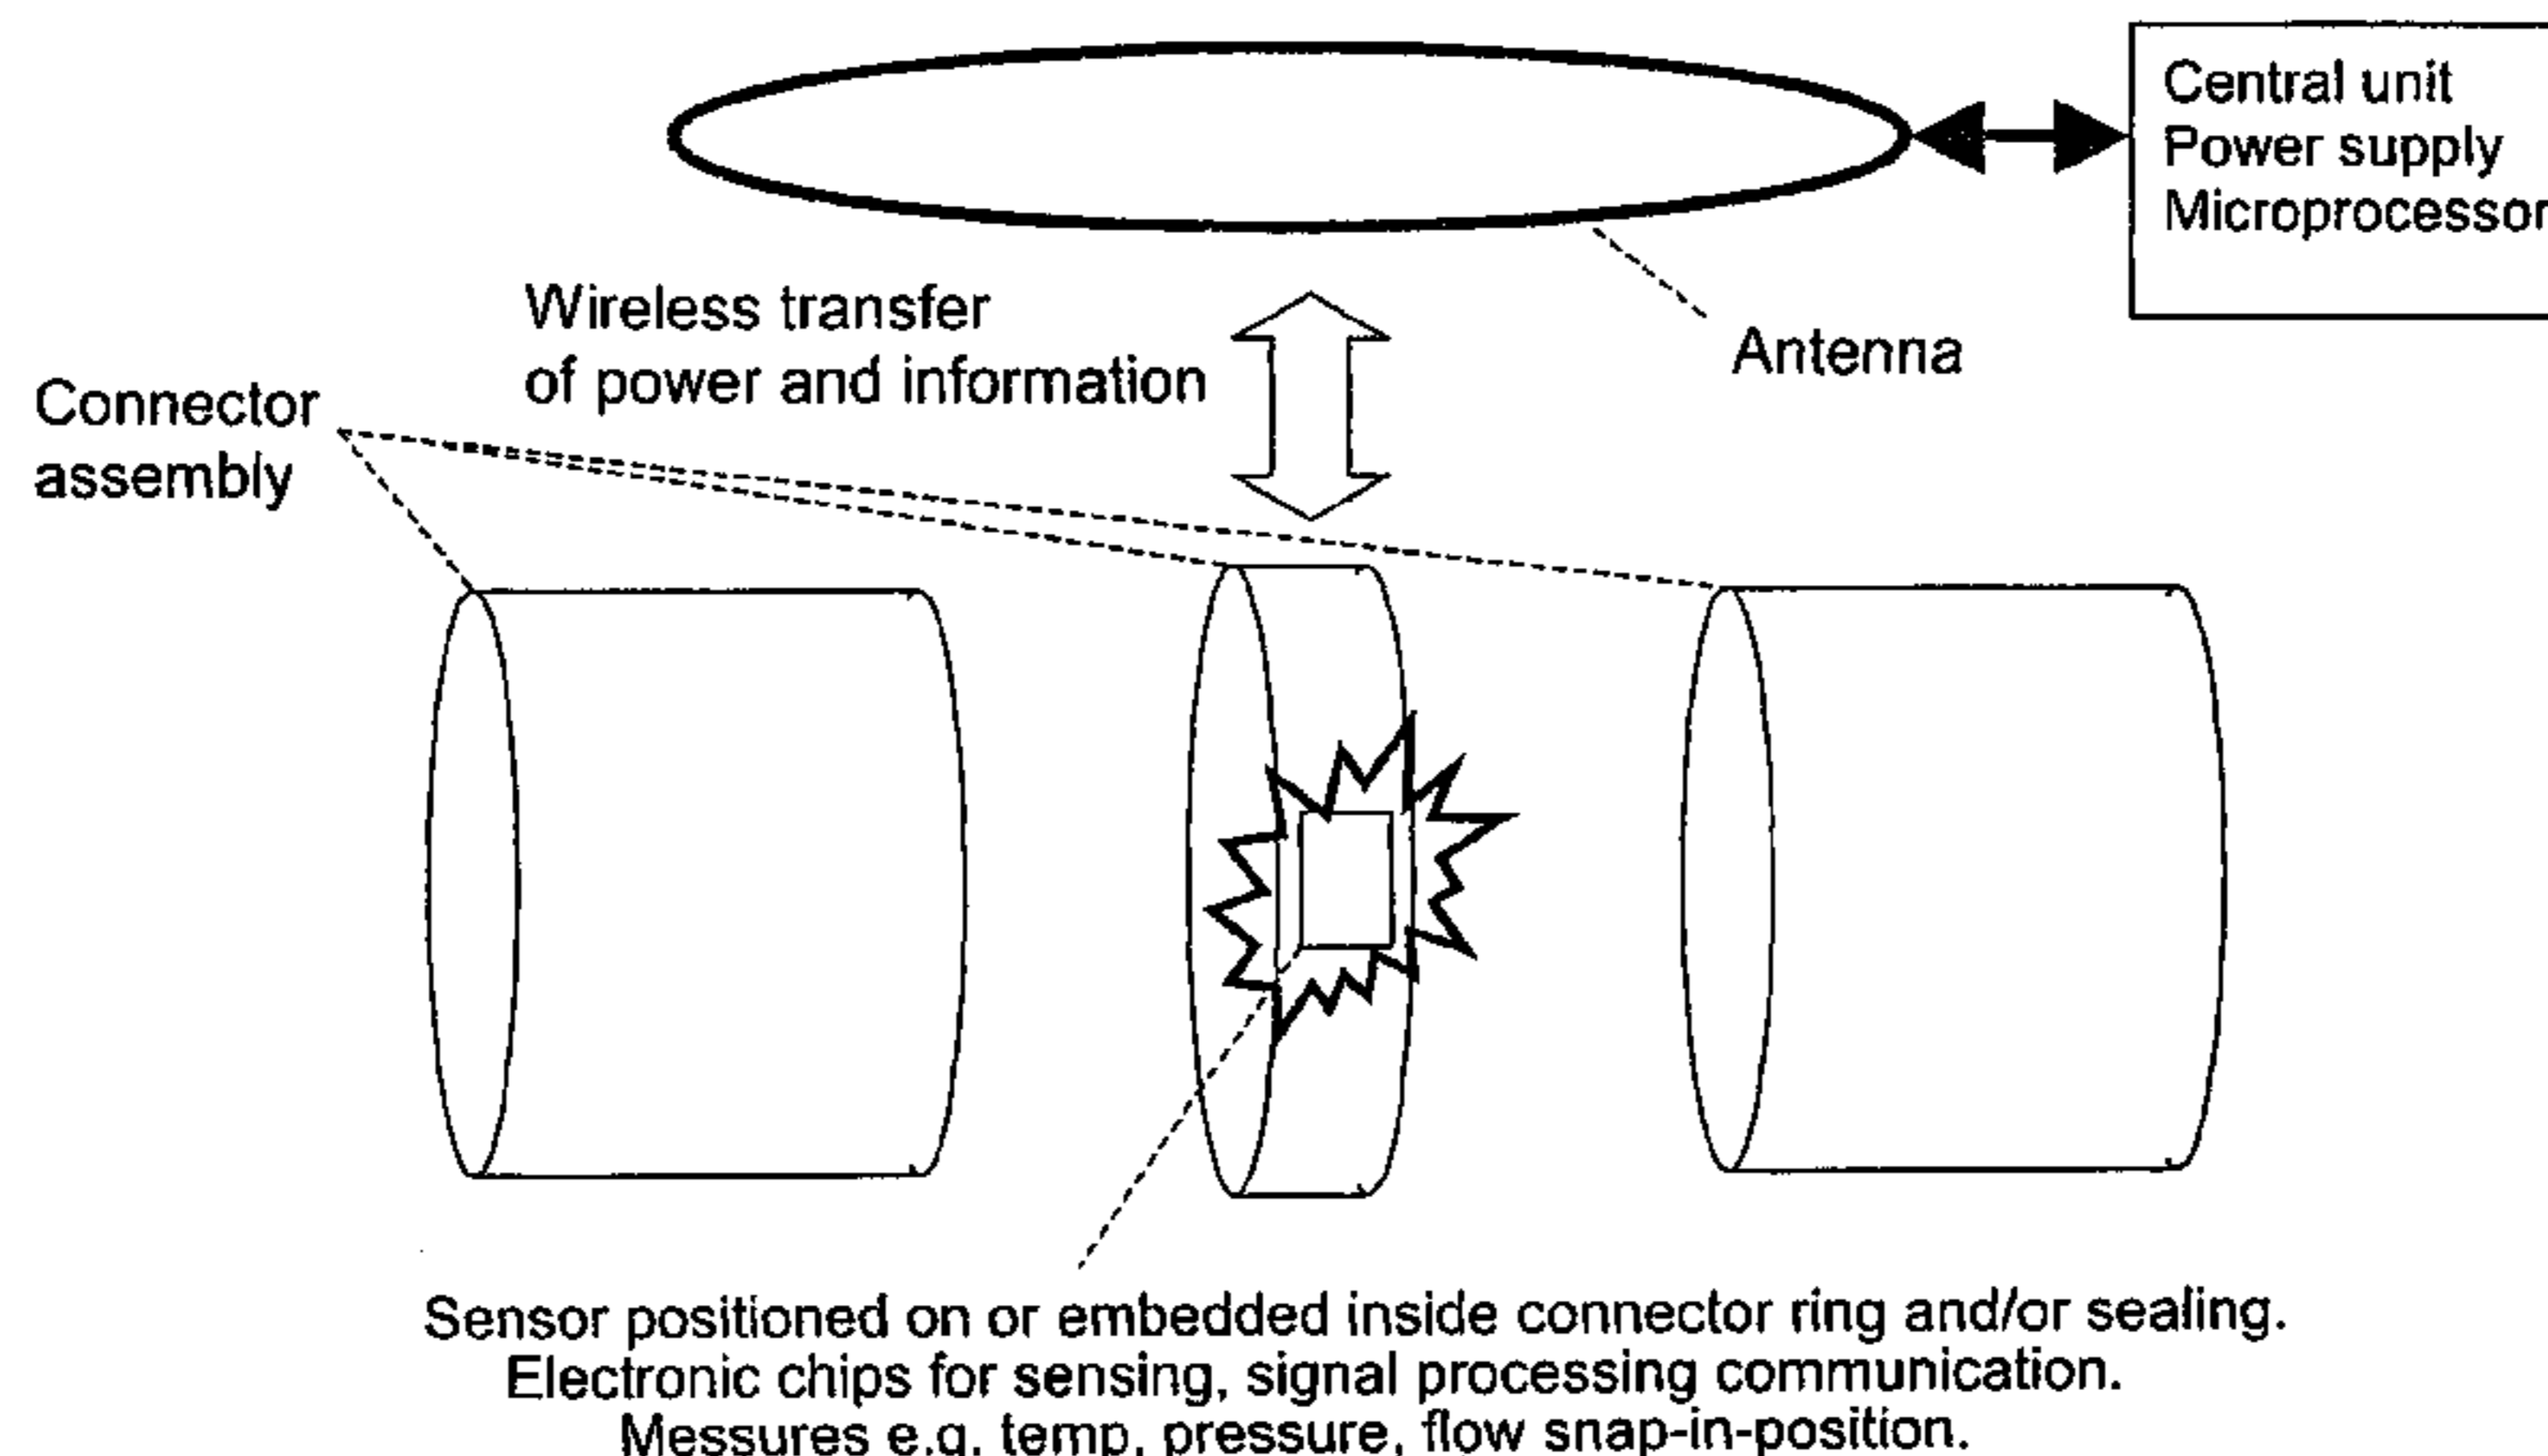 Central unit
Power supply
Microprocessor
Wireless transfer
of power and information
Antenna
Connector
assembly
Sensor positioned on or embedded inside connector ring and/or sealing.
Electronic chips for sensing, signal processing communication.
Messures e.g. temp, pressure, flow snap-in-position.